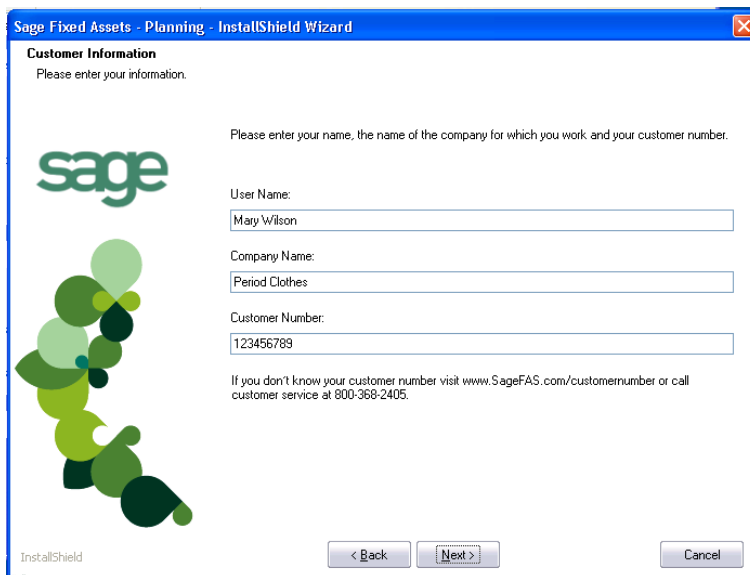 Sage Fixed Assets - Planning - InstallShield Wizard
Customer Information
Please enter your information.
Please enter your name, the name of the company for which you work and your customer number.
sage
User Name:
Mary Wilson
Company Name:
Period Clothes
Customer Number:
123456789
If you don't know your customer number visit www.SageFAS.com/customernumber or call
customer service at 800-368-2405.
InstallShield
< Back
Next >
Cancel